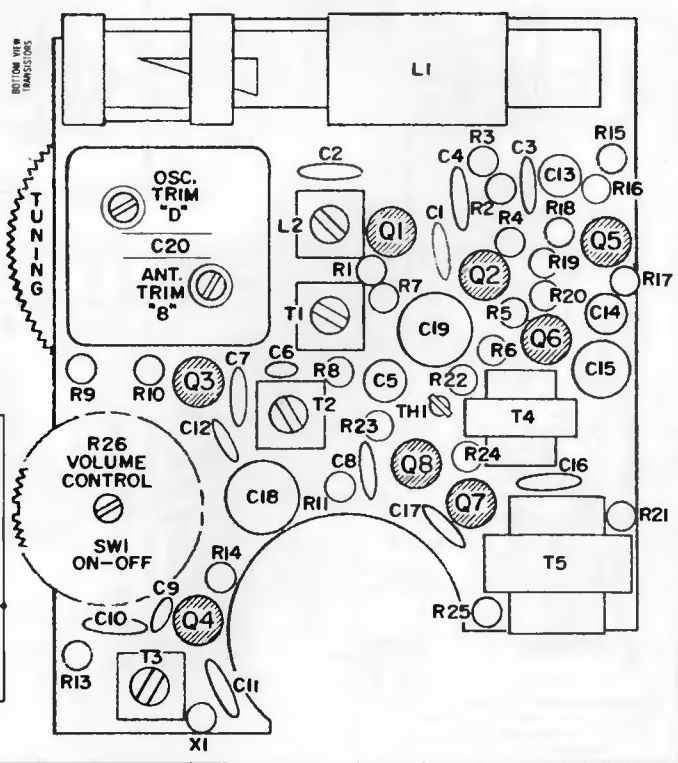 BOTTOM VIEW
TRANSISTORS
L1
TUNING
OSC.
TRIM
"D"
C20
ANT.
TRIM
"B"
C2
L2
Q1
R1
T1
R7
C1
C4
R3
R2
C3
C13
R15
R16
R4
R18
Q5
Q2
R19
R17
R20
R5
C14
C19
Q6
R6
C15
R9
R10
Q3
C7
C6
R8
C5
R22
T2
TH1
T4
C12
R23
R26
VOLUME
CONTROL
SW1
ON-OFF
C18
C8
R11
Q8
R24
C16
C17
Q7
R21
T5
R14
R25
C9
C10
Q4
R13
T3
C11
X1